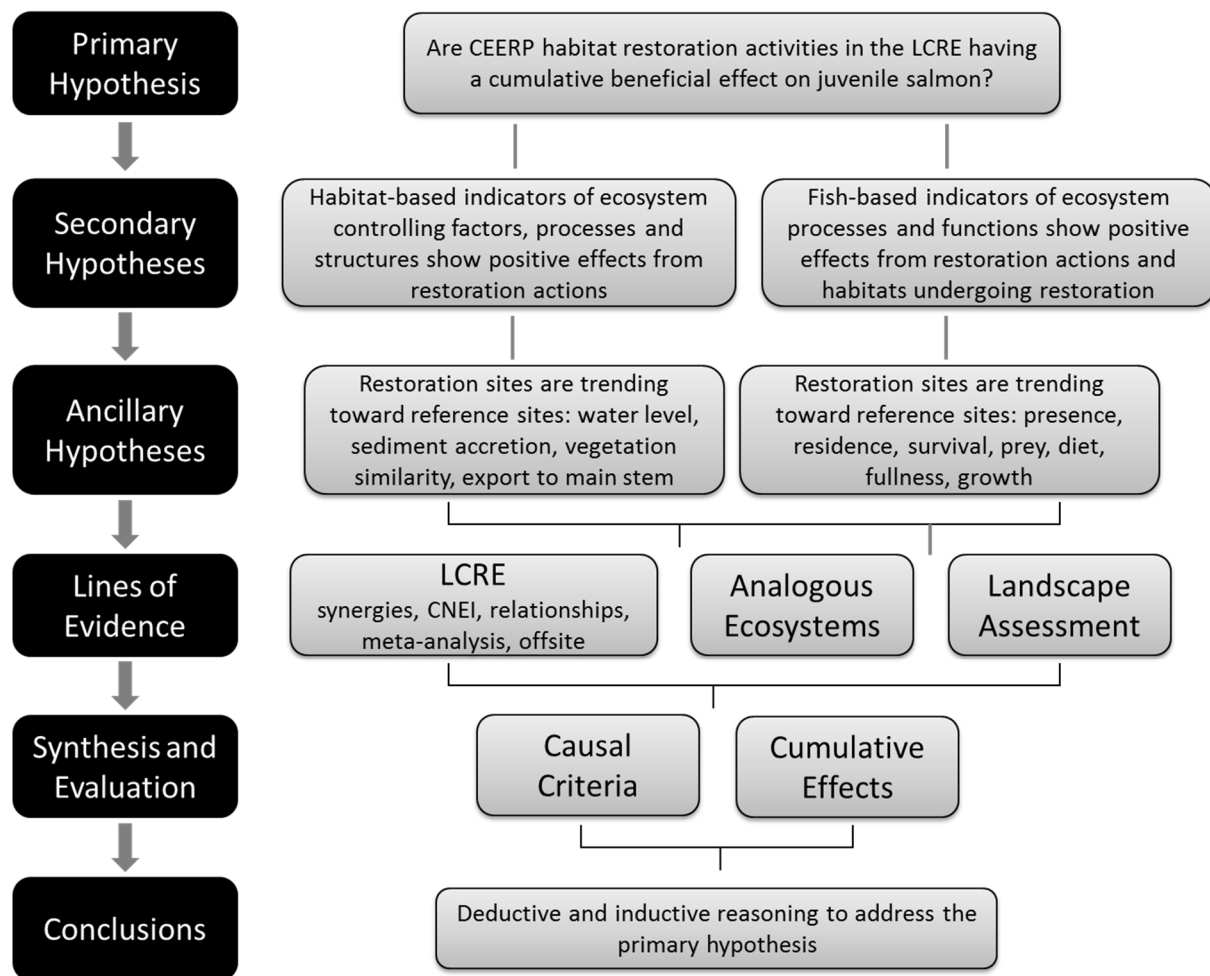 Primary
Hypothesis
Are CEERP habitat restoration activities in the LCRE having
a cumulative beneficial effect on juvenile salmon?
Secondary
Hypotheses
Habitat-based indicators of ecosystem
controlling factors, processes and
structures show positive effects from
restoration actions
Fish-based indicators of ecosystem
processes and functions show positive
effects from restoration actions and
habitats undergoing restoration
Ancillary
Hypotheses
Restoration sites are trending
toward reference sites: water level,
sediment accretion, vegetation
similarity, export to main stem
Restoration sites are trending
toward reference sites: presence,
residence, survival, prey, diet,
fullness, growth
Lines of
Evidence
LCRE
synergies, CNEI, relationships,
meta-analysis, offsite
Analogous
Ecosystems
Landscape
Assessment
Synthesis and
Evaluation
Causal
Criteria
Cumulative
Effects
Conclusions
Deductive and inductive reasoning to address the
primary hypothesis